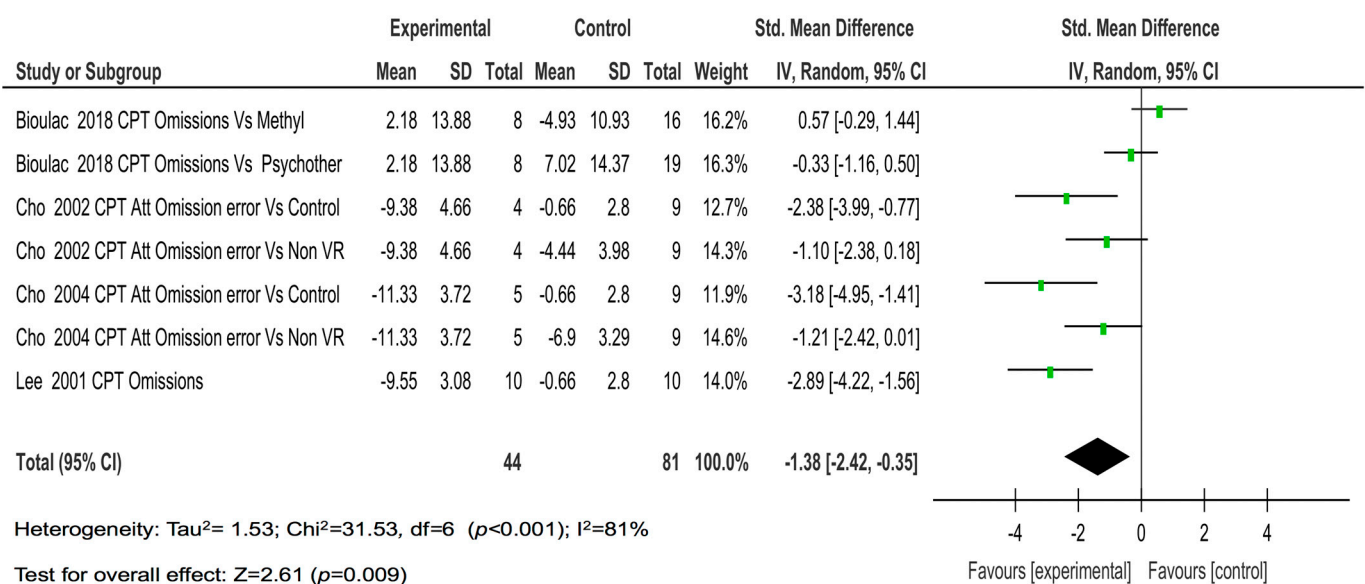 Experimental Control Std. Mean Difference Std. Mean Difference
Study or Subgroup Mean SD Total Mean SD Total Weight IV, Random, 95% CI IV, Random, 95% CI
Bioulac 2018 CPT Omissions Vs Methyl 2.18 13.88 8 -4.93 10.93 16 16.2% 0.57 [-0.29, 1.44]
Bioulac 2018 CPT Omissions Vs Psychother 2.18 13.88 8 7.02 14.37 19 16.3% -0.33 [-1.16, 0.50]
Cho 2002 CPT Att Omission error Vs Control -9.38 4.66 4 -0.66 2.8 9 12.7% -2.38 [-3.99, -0.77]
Cho 2002 CPT Att Omission error Vs Non VR -9.38 4.66 4 -4.44 3.98 9 14.3% -1.10 [-2.38, 0.18]
Cho 2004 CPT Att Omission error Vs Control -11.33 3.72 5 -0.66 2.8 9 11.9% -3.18 [-4.95, -1.41]
Cho 2004 CPT Att Omission error Vs Non VR -11.33 3.72 5 -6.9 3.29 9 14.6% -1.21 [-2.42, 0.01]
Lee 2001 CPT Omissions -9.55 3.08 10 -0.66 2.8 10 14.0% -2.89 [-4.22, -1.56]
Total (95% CI) 44 81 100.0% -1.38 [-2.42, -0.35]
Heterogeneity: Tau²= 1.53; Chi²=31.53, df=6 (p<0.001); I²=81%
-4 -2 0 2 4
Test for overall effect: Z=2.61 (p=0.009)
Favours [experimental] Favours [control]